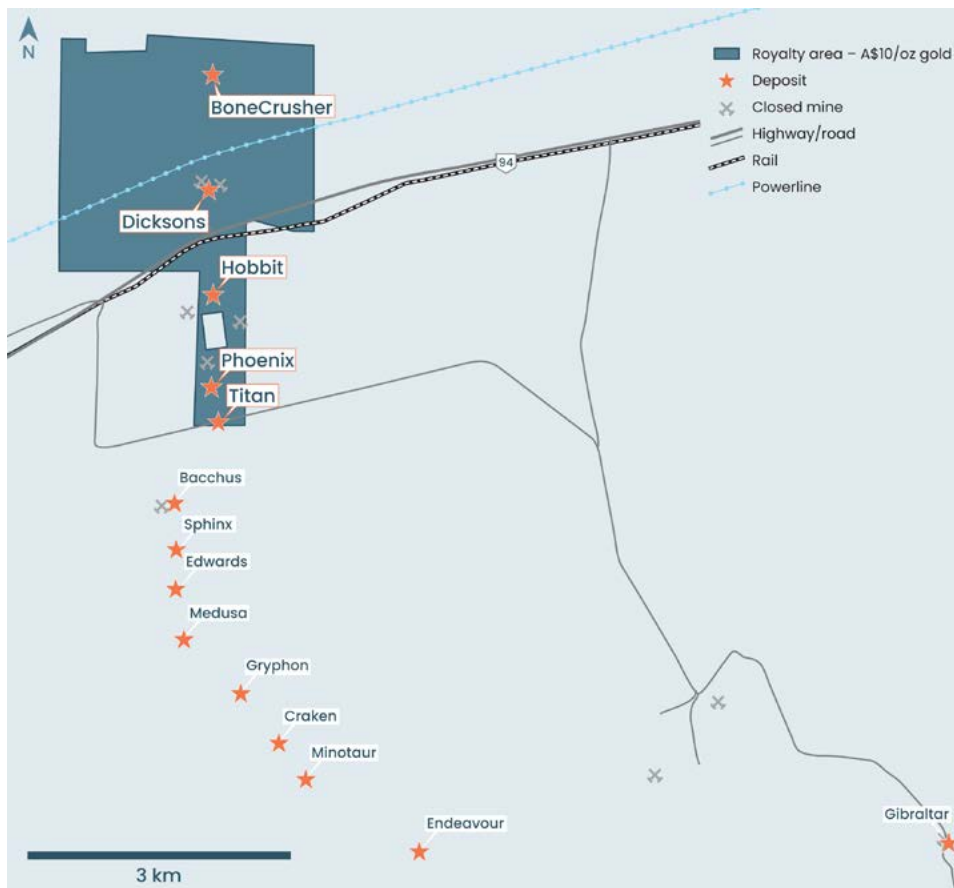 N
Royalty area – A$10/oz gold
Deposit
Closed mine
Highway/road
Rail
Powerline
BoneCrusher
94
Dicksons
Hobbit
Phoenix
Titan
Bacchus
Sphinx
Edwards
Medusa
Gryphon
Craken
Minotaur
Endeavour
Gibraltar
3 km